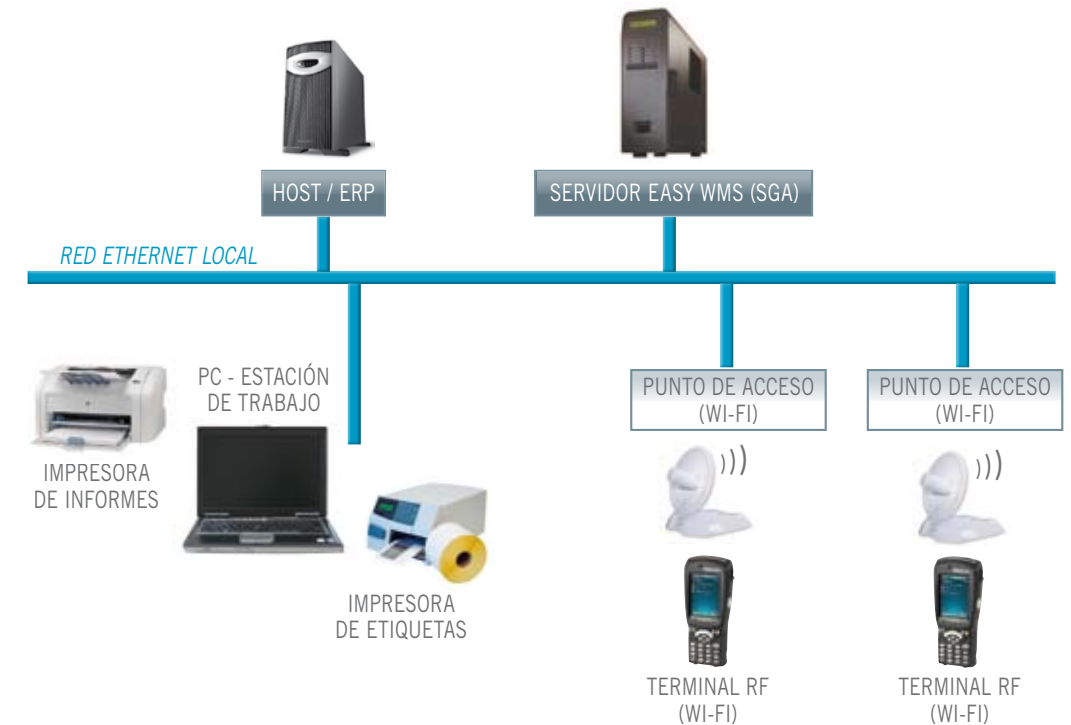 HOST / ERP
SERVIDOR EASY WMS (SGA)
RED ETHERNET LOCAL
PC - ESTACIÓN
DE TRABAJO
IMPRESORA
DE INFORMES
IMPRESORA
DE ETIQUETAS
PUNTO DE ACCESO
(WI-FI)
PUNTO DE ACCESO
(WI-FI)
TERMINAL RF
(WI-FI)
TERMINAL RF
(WI-FI)